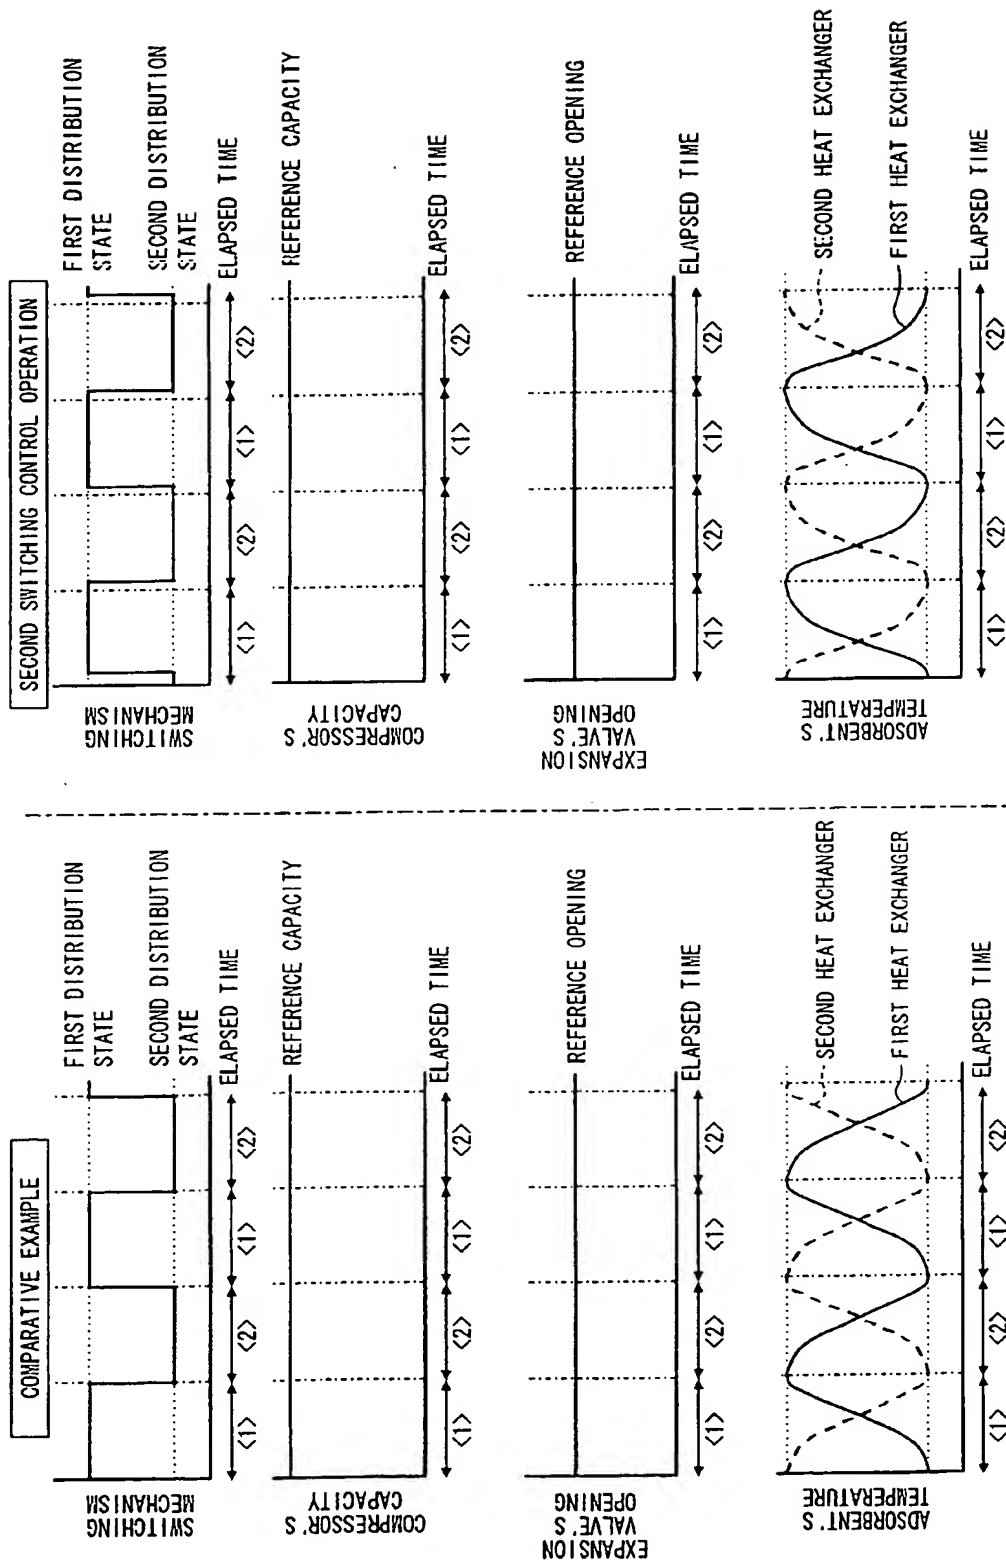 COMPARATIVE EXAMPLE
SWITCHING
MECHANISM
FIRST DISTRIBUTION
STATE
SECOND DISTRIBUTION
STATE
ELAPSED TIME
<1>
<2>
<1>
<2>
COMPRESSOR'S
CAPACITY
REFERENCE CAPACITY
ELAPSED TIME
<1>
<2>
<1>
<2>
EXPANSION
VALVE'S
OPENING
REFERENCE OPENING
ELAPSED TIME
<1>
<2>
<1>
<2>
ADSORBENT'S
TEMPERATURE
SECOND HEAT EXCHANGER
FIRST HEAT EXCHANGER
ELAPSED TIME
<1>
<2>
<1>
<2>
SECOND SWITCHING CONTROL OPERATION
SWITCHING
MECHANISM
FIRST DISTRIBUTION
STATE
SECOND DISTRIBUTION
STATE
ELAPSED TIME
<1>
<2>
<1>
<2>
COMPRESSOR'S
CAPACITY
REFERENCE CAPACITY
ELAPSED TIME
<1>
<2>
<1>
<2>
EXPANSION
VALVE'S
OPENING
REFERENCE OPENING
ELAPSED TIME
<1>
<2>
<1>
<2>
ADSORBENT'S
TEMPERATURE
SECOND HEAT EXCHANGER
FIRST HEAT EXCHANGER
ELAPSED TIME
<1>
<2>
<1>
<2>